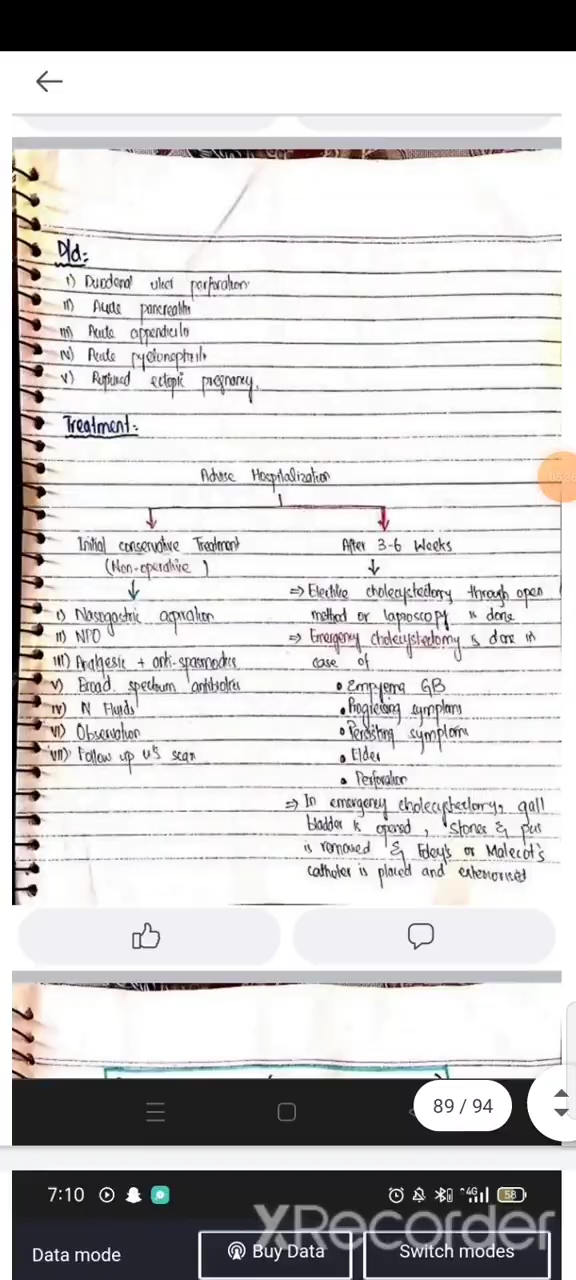 D/d:
i) Duodenal ulcer perforation
ii) Acute pancreatitis
iii) Acute appendicitis
iv) Acute pyelonephritis
v) Ruptured ectopic pregnancy.
Treatment:
Advise Hospitalization
Initial conservative Treatment
(Non-operative)
i) Nasogastric aspiration
ii) NPO
iii) Analgesic + anti-spasmodics
v) Broad spectrum antibiotics
iv) IV Fluids
vi) Observation
vii) Follow up u/s scan
After 3-6 Weeks
⇒ Elective cholecystectomy through open
method or laproscopy is done
⇒ Emergency cholecystectomy is done in
case of
• Empyema GB
• Progressing symptoms
• Persisting symptoms
• Elder
• Perforation
⇒ In emergency cholecystectomy, gall
bladder is opened, stones & pus
is removed & Foley's or Malecot's
catheter is placed and exteriorized
89 / 94
7:10
4G
58
XRecorder
Data mode
Buy Data
Switch modes